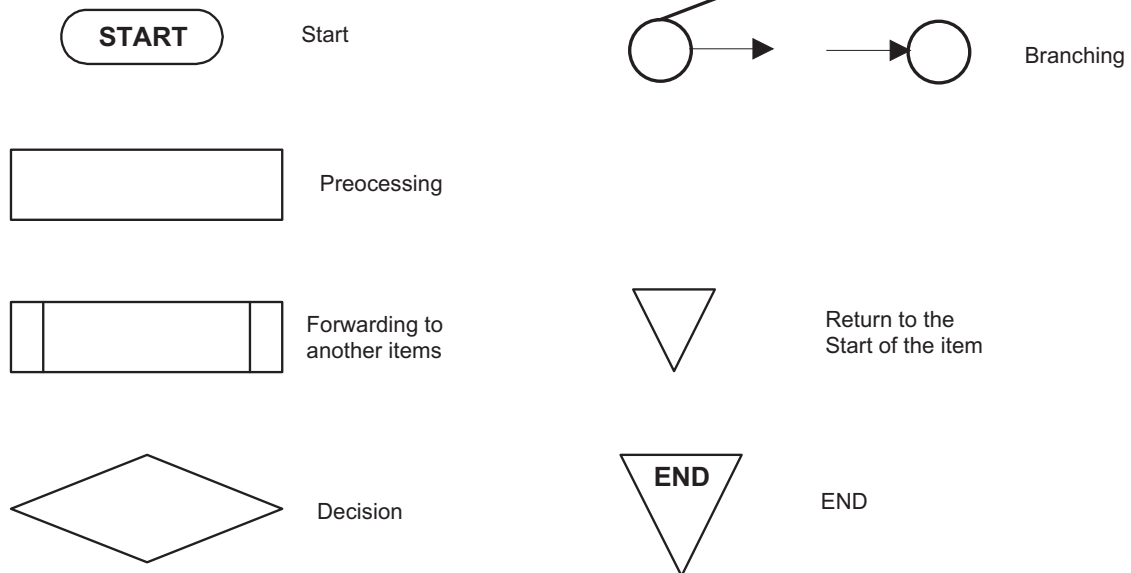 START
Start
Branching
Preocessing
Forwarding to
another items
Return to the
Start of the item
Decision
END
END